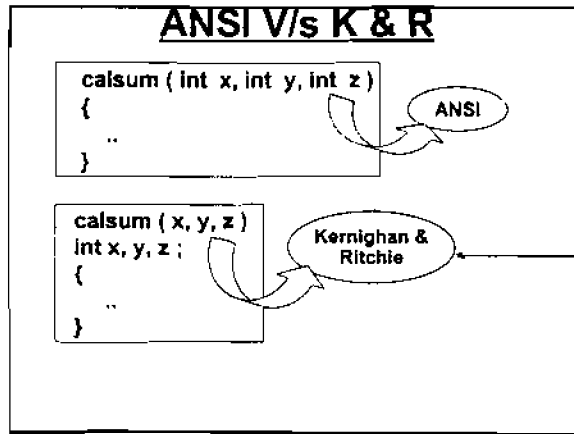 ANSI V/s K & R
calsum ( int x, int y, int z )
{
..
}
ANSI
calsum ( x, y, z )
int x, y, z ;
{
..
}
Kernighan &
Ritchie